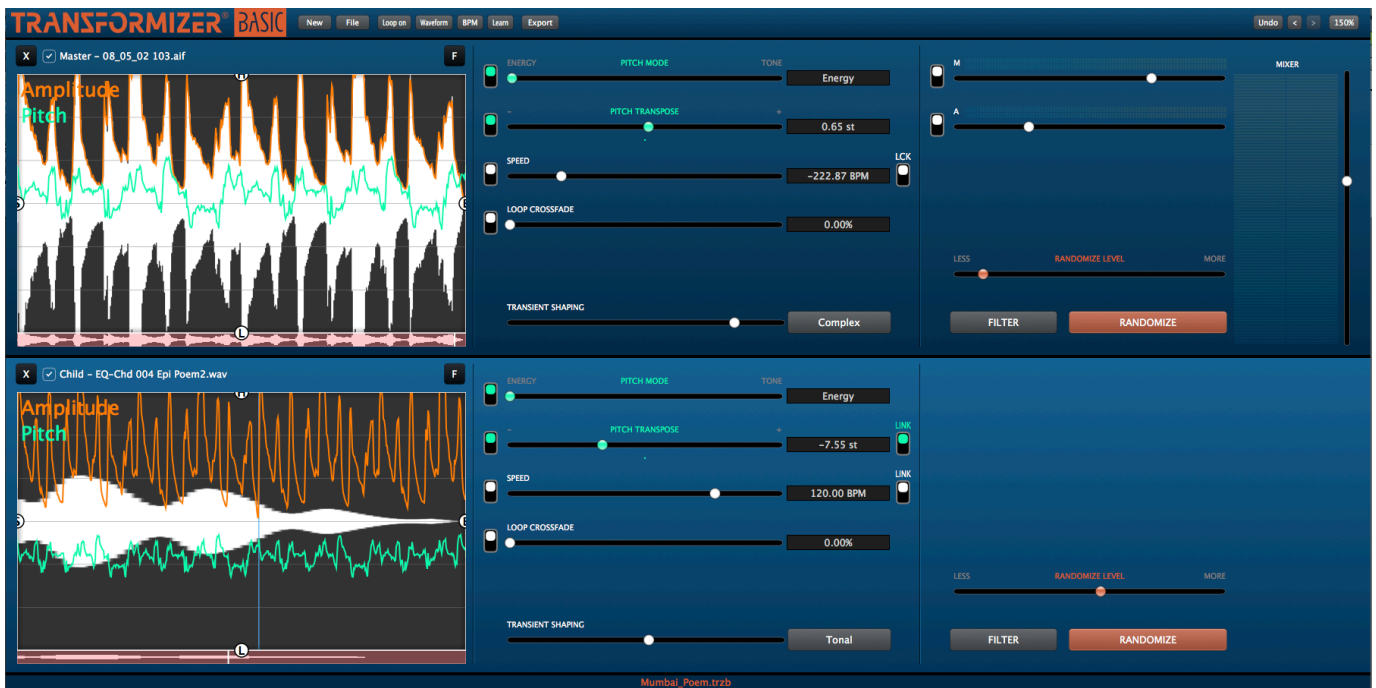 TRANSFORMIZER® BASIC New File Loop on Waveform BPM Learn Export Undo < > 150%
X Master - 08_05_02 103.aif F
Amplitude
Pitch
H
S
E
L
ENERGY PITCH MODE TONE
Energy
- PITCH TRANSPOSE +
0.65 st
SPEED
-222.87 BPM
LCK
LOOP CROSSFADE
0.00%
TRANSIENT SHAPING
Complex
M
A
MIXER
LESS RANDOMIZE LEVEL MORE
FILTER RANDOMIZE
X Child - EQ-Chd 004 Epi Poem2.wav F
Amplitude
Pitch
H
S
E
L
ENERGY PITCH MODE TONE
Energy
- PITCH TRANSPOSE +
-7.55 st
LINK
SPEED
120.00 BPM
LINK
LOOP CROSSFADE
0.00%
TRANSIENT SHAPING
Tonal
LESS RANDOMIZE LEVEL MORE
FILTER RANDOMIZE
Mumbai_Poem.trzb